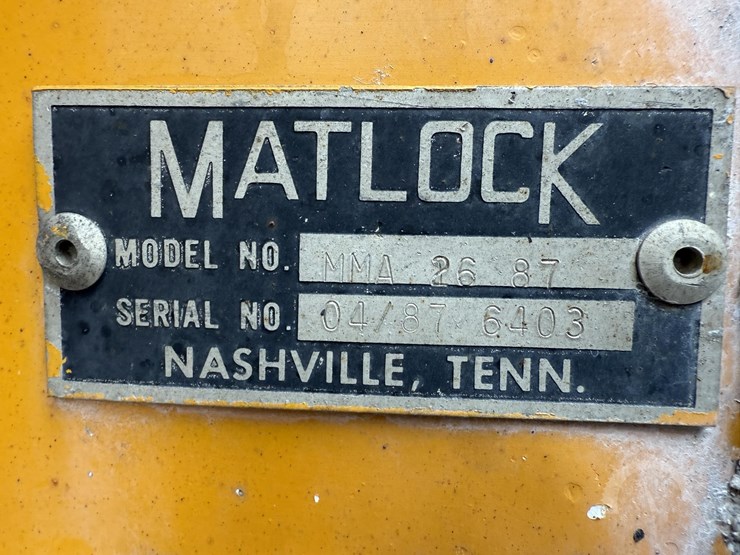 MATLOCK
MODEL NO. MMA 26 87
SERIAL NO. 04/87 6403
NASHVILLE, TENN.